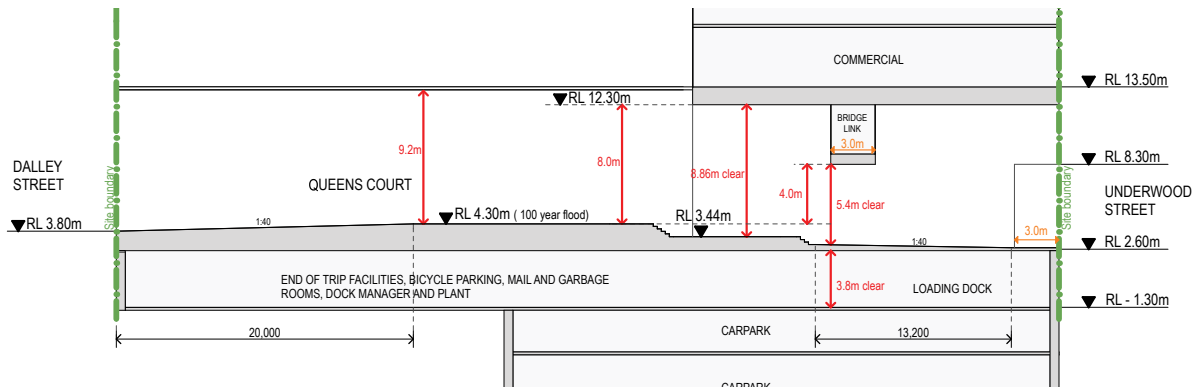 COMMERCIAL
RL 13.50m
RL 12.30m
BRIDGE
LINK
3.0m
9.2m
8.0m
8.86m clear
4.0m
5.4m clear
RL 8.30m
DALLEY
STREET
Site boundary
QUEENS COURT
Site boundary
UNDERWOOD
STREET
RL 3.80m
1:40
RL 4.30m ( 100 year flood)
RL 3.44m
1:40
3.0m
RL 2.60m
END OF TRIP FACILITIES, BICYCLE PARKING, MAIL AND GARBAGE
ROOMS, DOCK MANAGER AND PLANT
3.8m clear
LOADING DOCK
RL - 1.30m
20,000
CARPARK
13,200
CARPARK